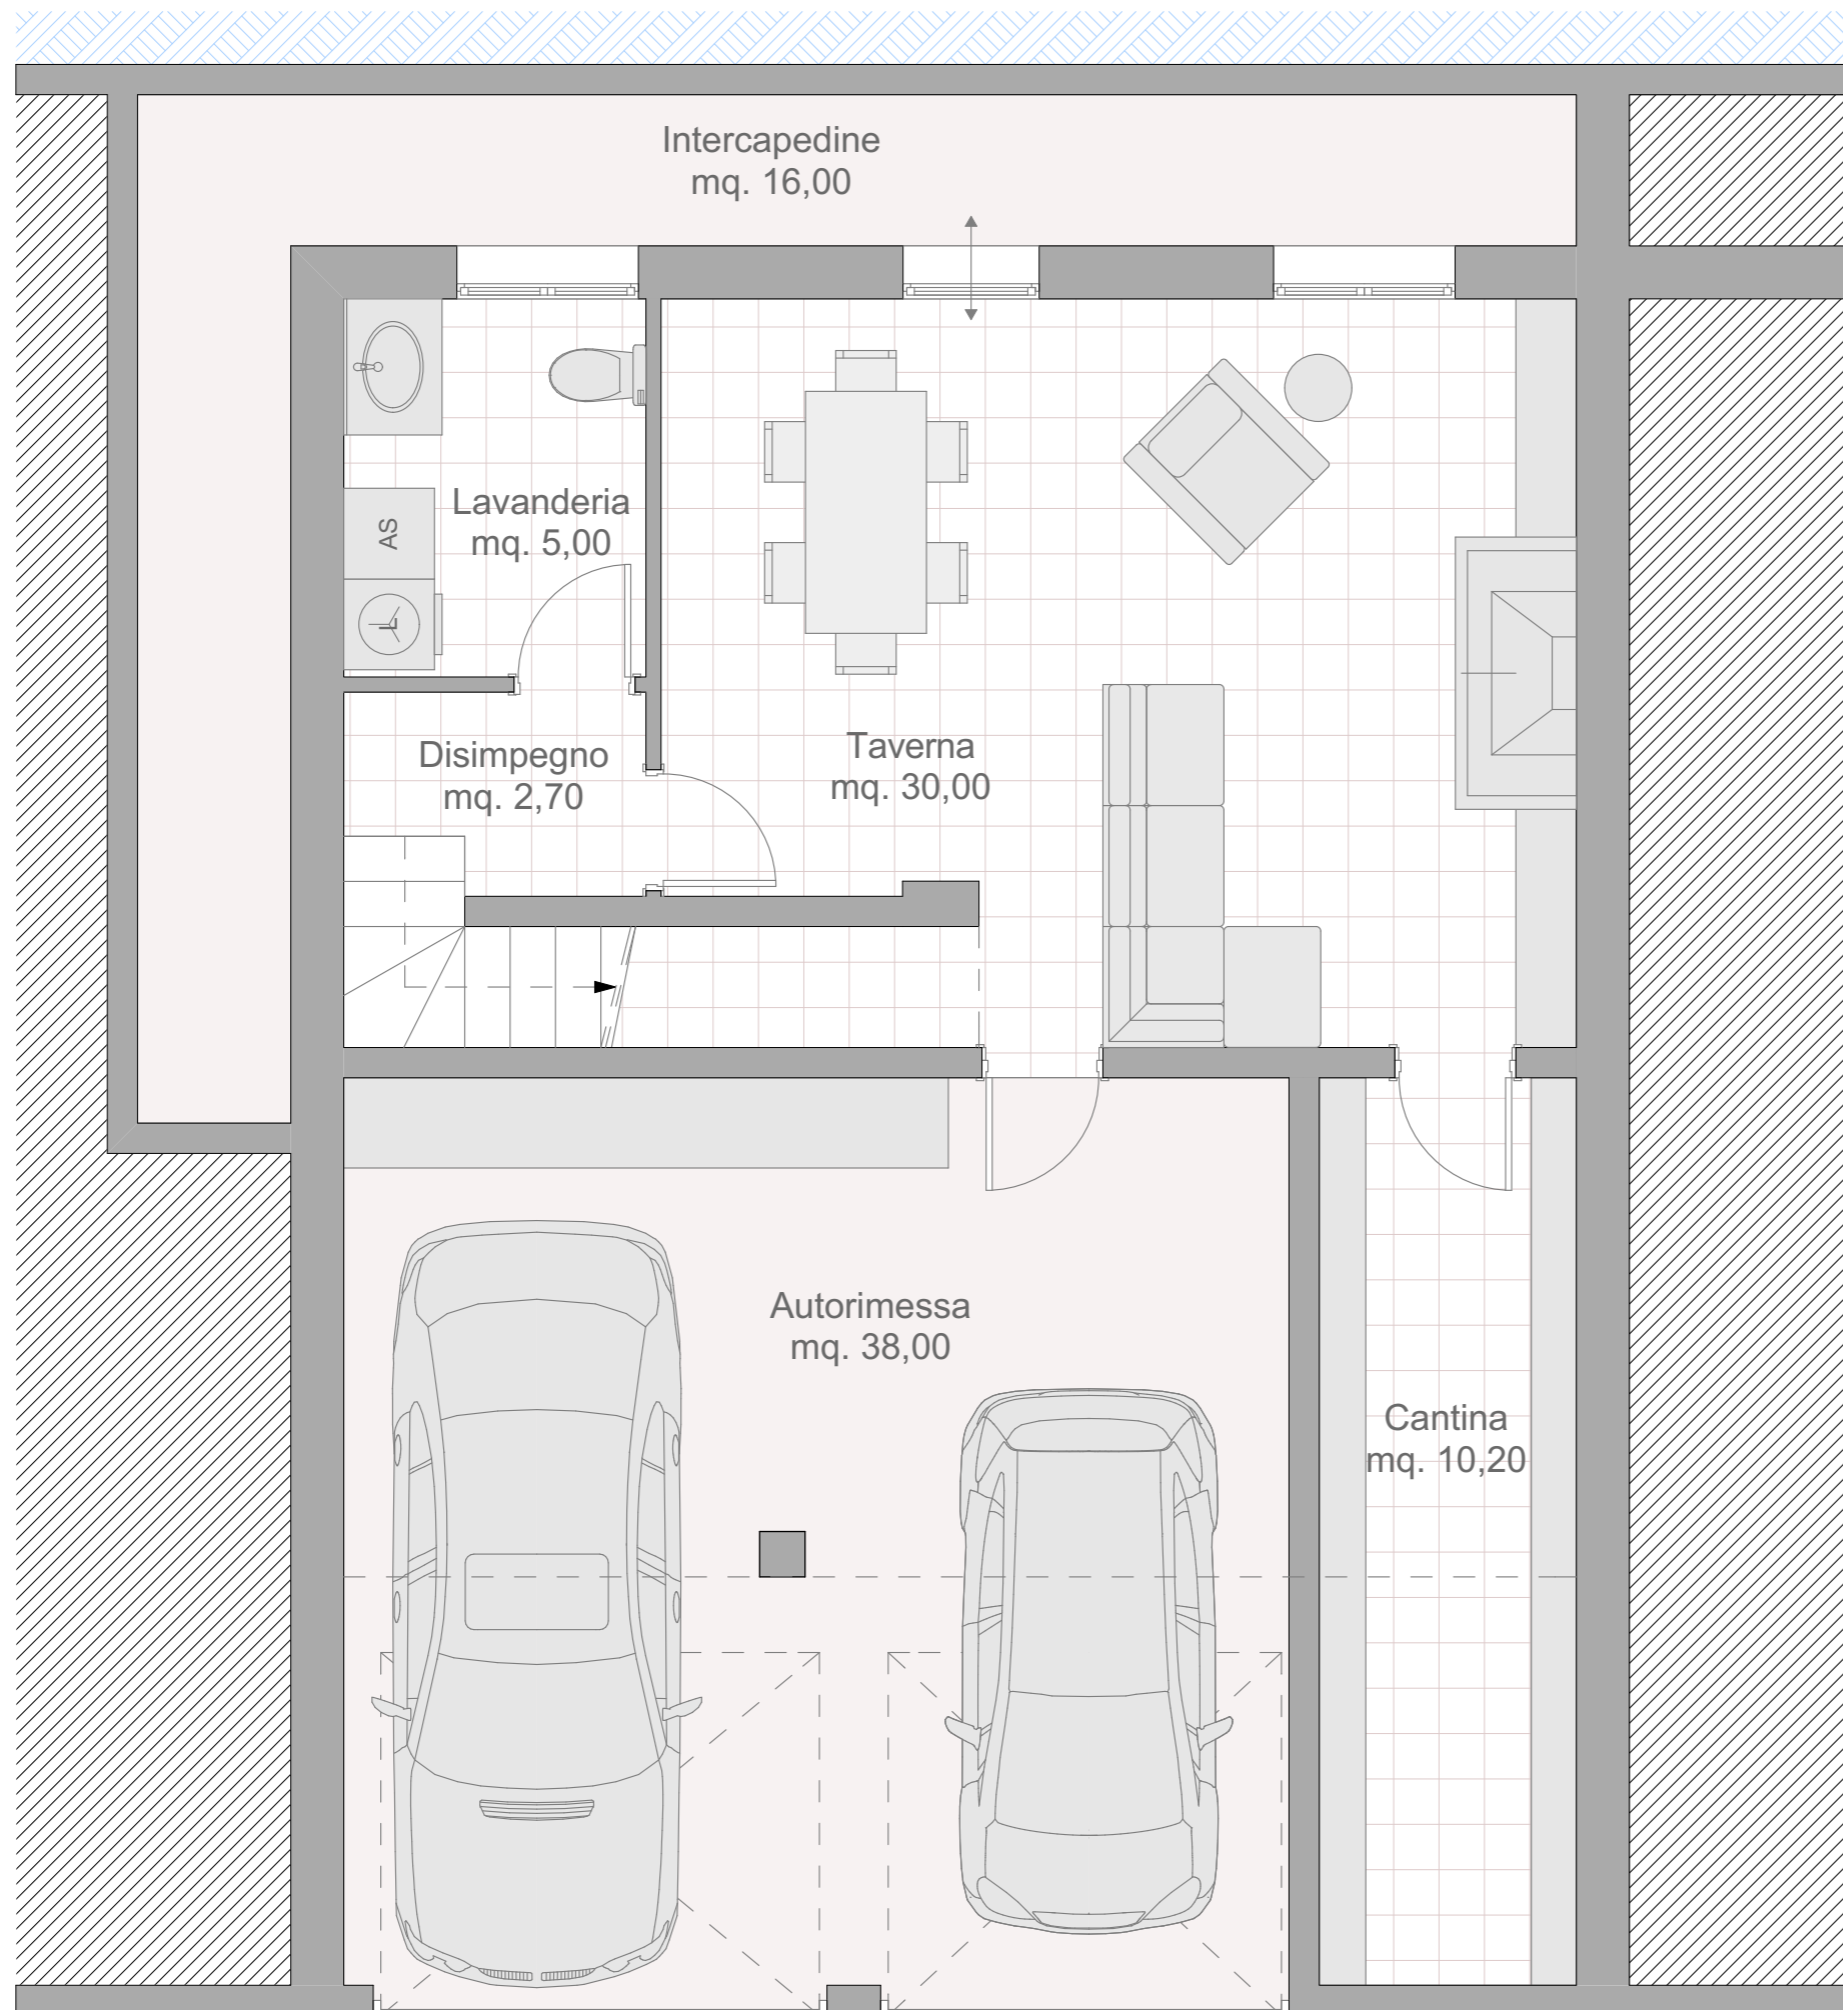 Intercapedine
mq. 16,00
Lavanderia
mq. 5,00
AS
L
Disimpegno
mq. 2,70
Taverna
mq. 30,00
Autorimessa
mq. 38,00
Cantina
mq. 10,20